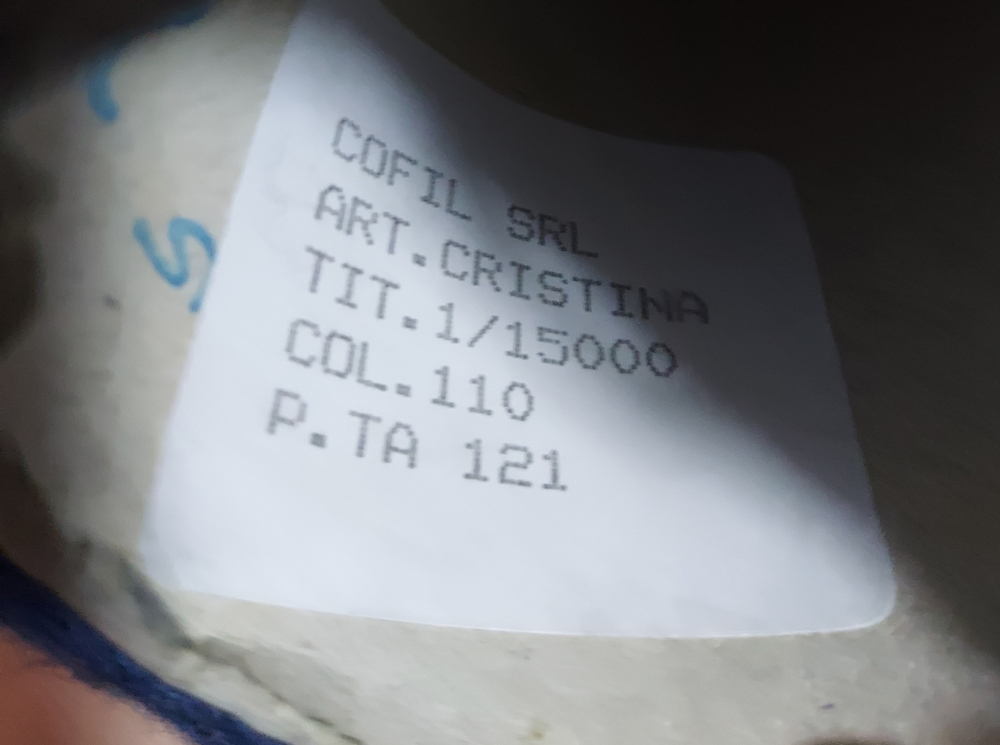 COFIL SRL
ART.CRISTINA
TIT.1/15000
COL.110
P.TA 121